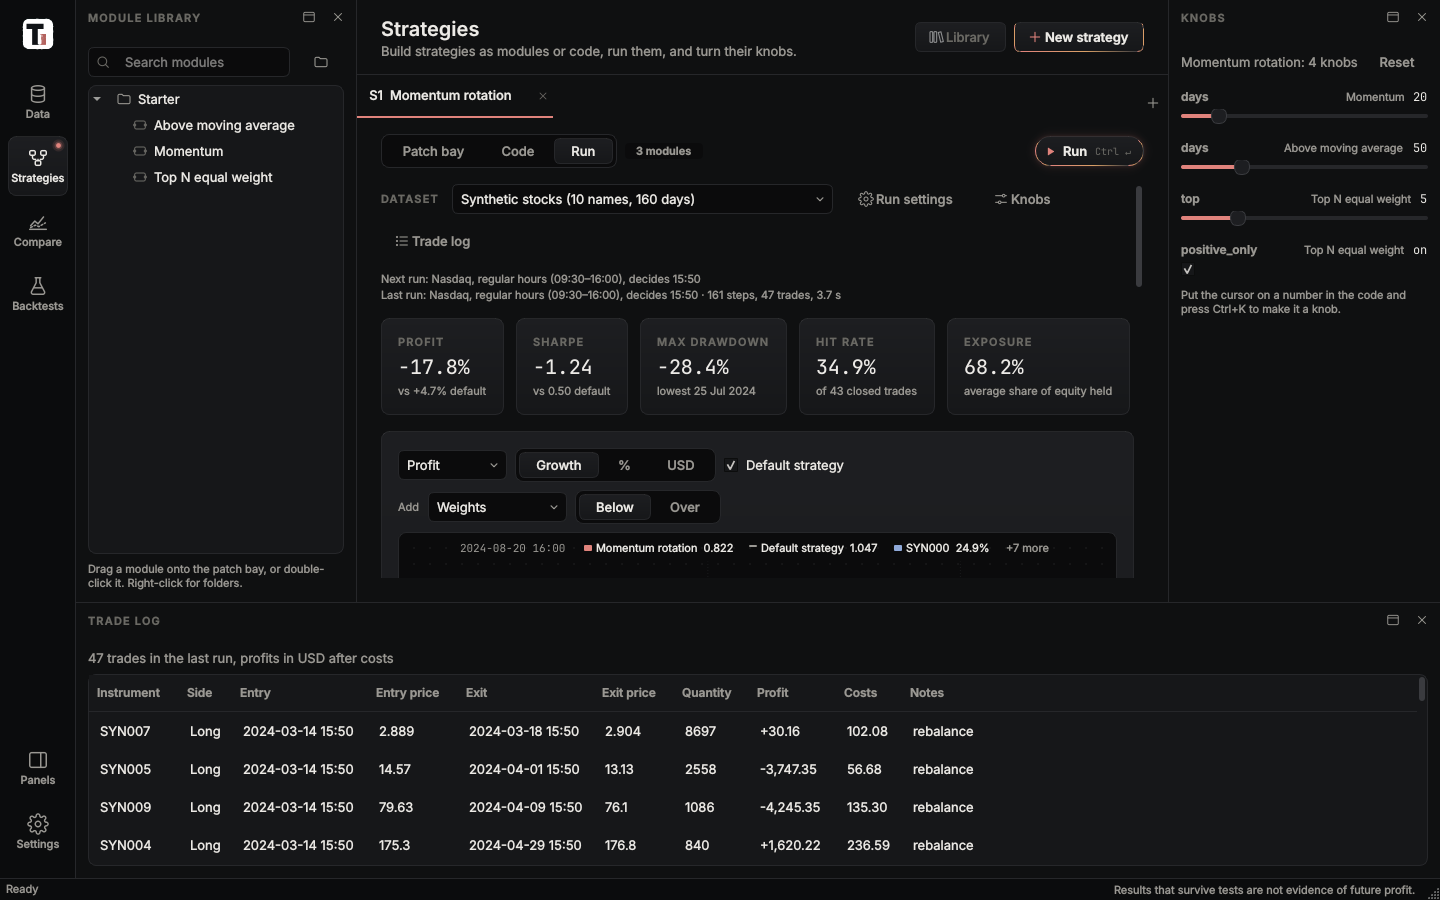 MODULE LIBRARY
Search modules
Starter
Above moving average
Momentum
Top N equal weight
Drag a module onto the patch bay, or double-
click it. Right-click for folders.
Data
Strategies
Compare
Backtests
Panels
Settings
Strategies
Build strategies as modules or code, run them, and turn their knobs.
Library
New strategy
S1 Momentum rotation
Patch bay
Code
Run
3 modules
Run Ctrl ↵
DATASET
Synthetic stocks (10 names, 160 days)
Run settings
Knobs
Trade log
Next run: Nasdaq, regular hours (09:30–16:00), decides 15:50
Last run: Nasdaq, regular hours (09:30–16:00), decides 15:50 · 161 steps, 47 trades, 3.7 s
PROFIT
-17.8%
vs +4.7% default
SHARPE
-1.24
vs 0.50 default
MAX DRAWDOWN
-28.4%
lowest 25 Jul 2024
HIT RATE
34.9%
of 43 closed trades
EXPOSURE
68.2%
average share of equity held
Profit
Growth
%
USD
Default strategy
Add
Weights
Below
Over
2024-08-20 16:00 Momentum rotation 0.822 Default strategy 1.047 SYN000 24.9% +7 more
KNOBS
Momentum rotation: 4 knobs Reset
days Momentum 20
days Above moving average 50
top Top N equal weight 5
positive_only Top N equal weight on
Put the cursor on a number in the code and
press Ctrl+K to make it a knob.
TRADE LOG
47 trades in the last run, profits in USD after costs
Instrument Side Entry Entry price Exit Exit price Quantity Profit Costs Notes
SYN007 Long 2024-03-14 15:50 2.889 2024-03-18 15:50 2.904 8697 +30.16 102.08 rebalance
SYN005 Long 2024-03-14 15:50 14.57 2024-04-01 15:50 13.13 2558 -3,747.35 56.68 rebalance
SYN009 Long 2024-03-14 15:50 79.63 2024-04-09 15:50 76.1 1086 -4,245.35 135.30 rebalance
SYN004 Long 2024-03-14 15:50 175.3 2024-04-29 15:50 176.8 840 +1,620.22 236.59 rebalance
Ready
Results that survive tests are not evidence of future profit.